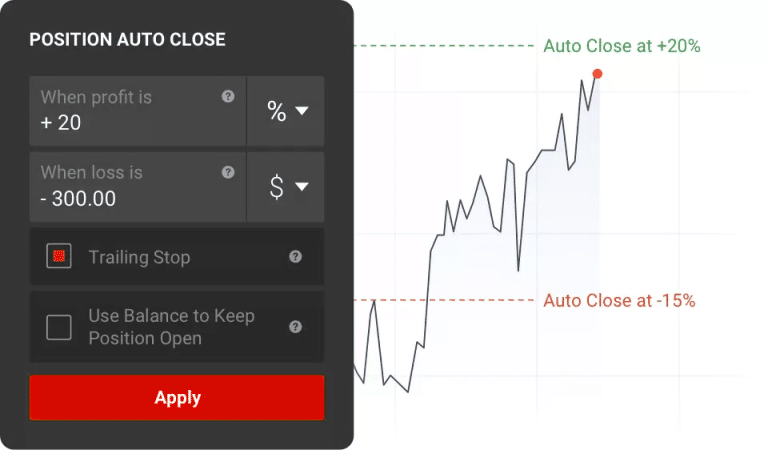 POSITION AUTO CLOSE
When profit is
+ 20
%
When loss is
- 300.00
$
Trailing Stop
Use Balance to Keep
Position Open
Apply
Auto Close at +20%
Auto Close at -15%